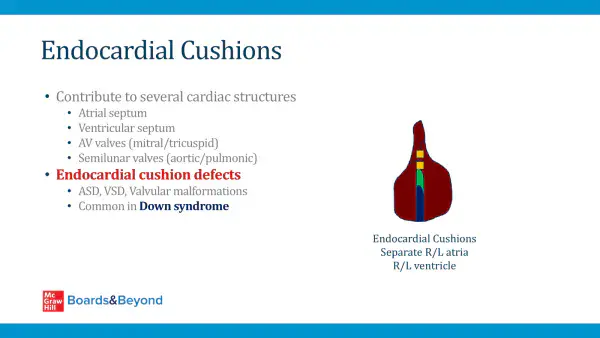 Endocardial Cushions
• Contribute to several cardiac structures
• Atrial septum
• Ventricular septum
• AV valves (mitral/tricuspid)
• Semilunar valves (aortic/pulmonic)
• Endocardial cushion defects
• ASD, VSD, Valvular malformations
• Common in Down syndrome
Endocardial Cushions
Separate R/L atria
R/L ventricle
Mc
Graw
Hill
Boards&Beyond